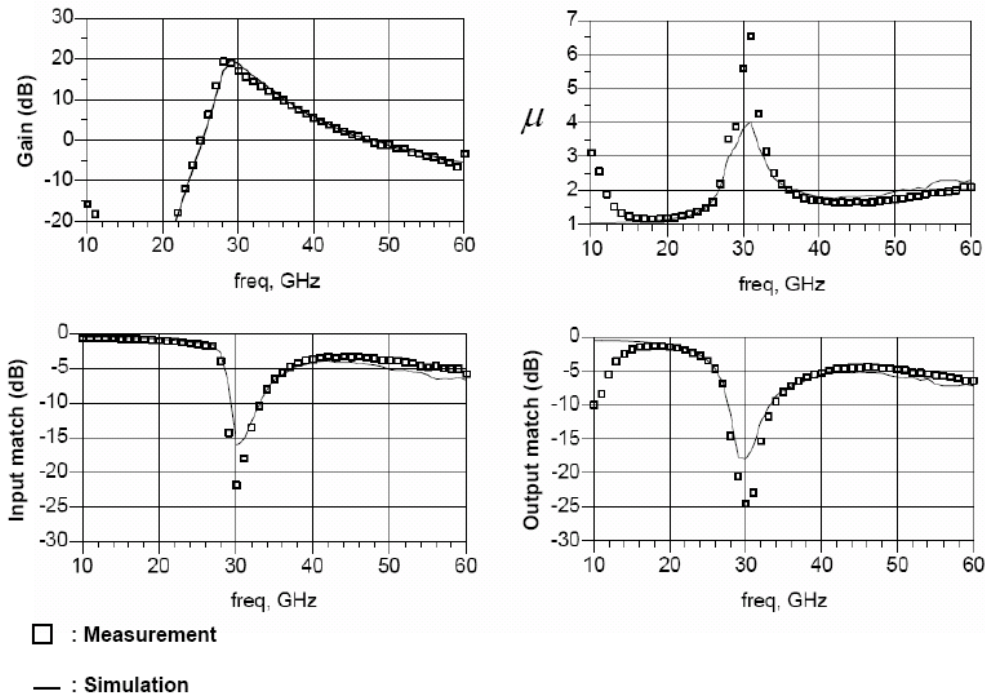 Gain (dB)
30
20
10
0
-10
-20
10 20 30 40 50 60
freq, GHz
μ
7
6
5
4
3
2
1
10 20 30 40 50 60
freq, GHz
Input match (dB)
0
-5
-10
-15
-20
-25
-30
10 20 30 40 50 60
freq, GHz
Output match (dB)
0
-5
-10
-15
-20
-25
-30
10 20 30 40 50 60
freq, GHz
: Measurement
: Simulation